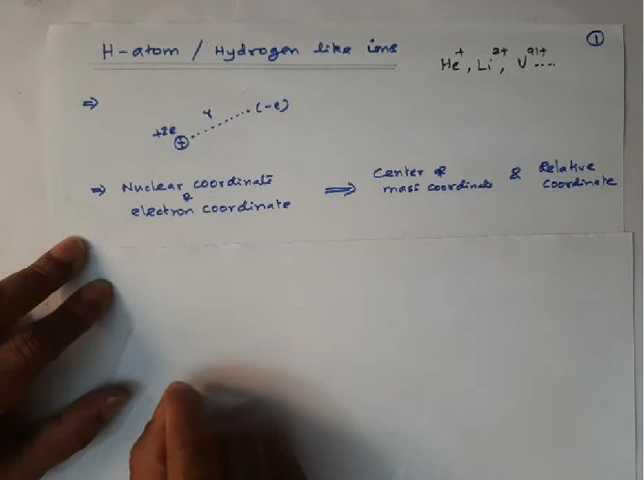 H-atom / Hydrogen like ions
He⁺, Li²⁺, U⁹¹⁺....
①
⇒
+ze
⊕
r
(-e)
⇒ Nuclear coordinate
&
electron coordinate
⇒ Center of
mass coordinate
& Relative
coordinate